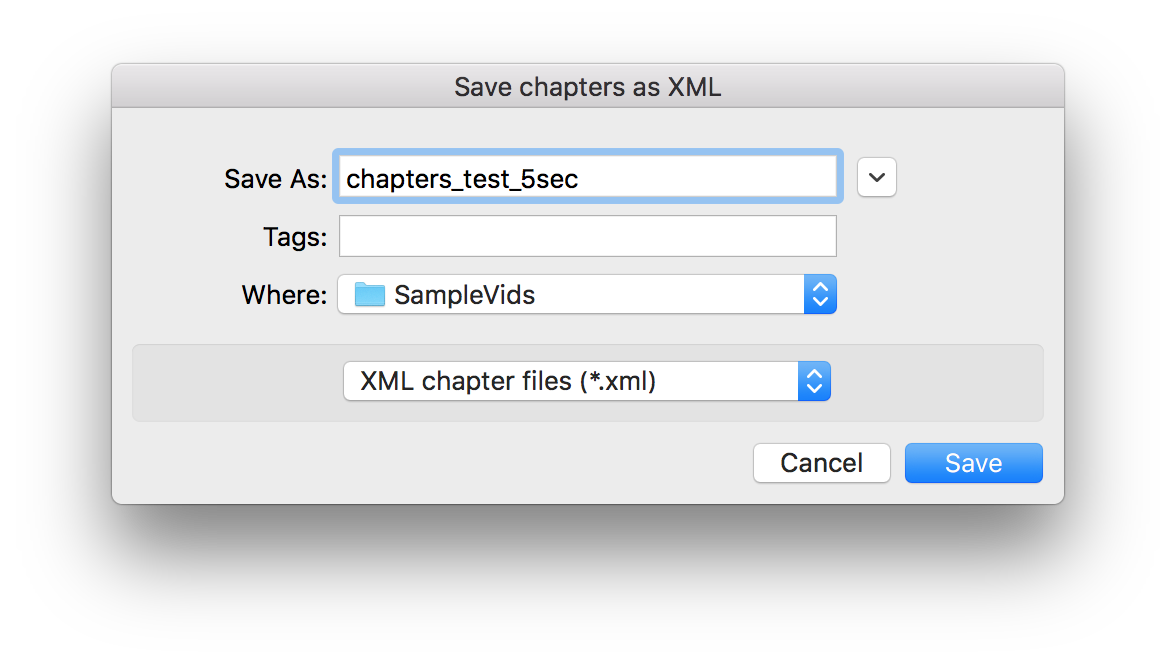 Save chapters as XML
Save As: chapters_test_5sec
Tags:
Where: SampleVids
XML chapter files (*.xml)
Cancel Save